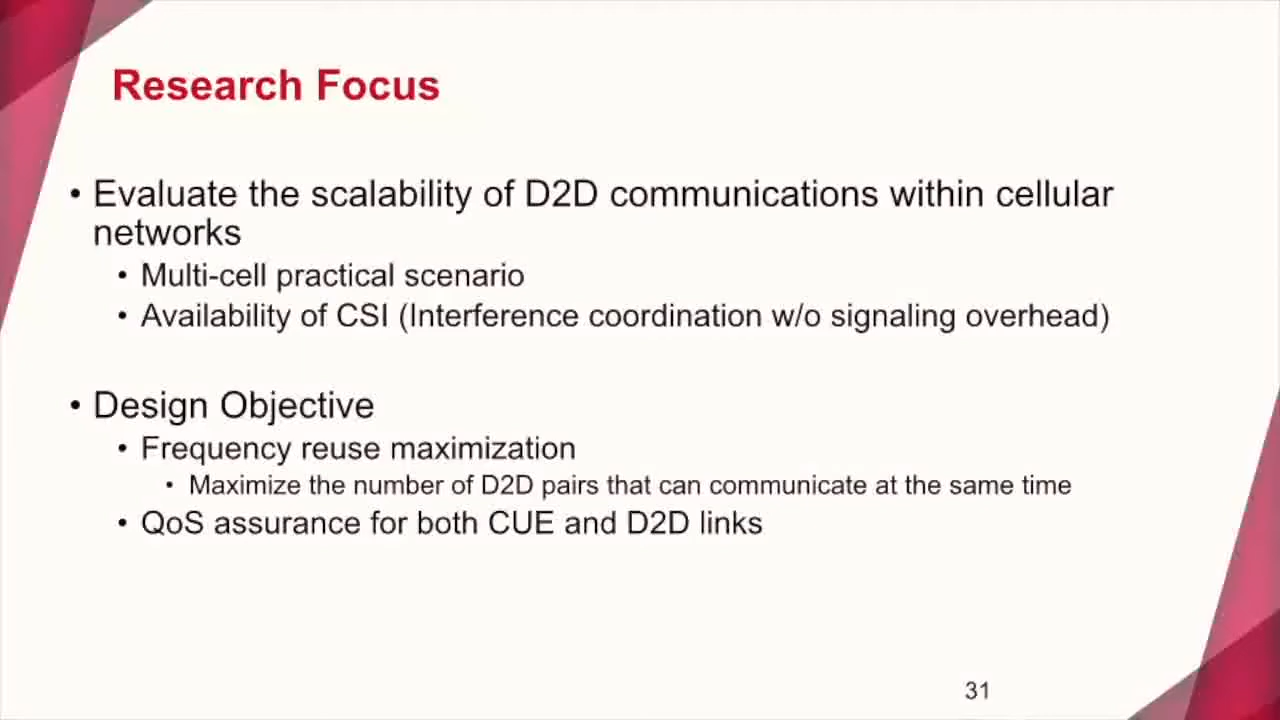 Research Focus
• Evaluate the scalability of D2D communications within cellular
networks
• Multi-cell practical scenario
• Availability of CSI (Interference coordination w/o signaling overhead)
• Design Objective
• Frequency reuse maximization
• Maximize the number of D2D pairs that can communicate at the same time
• QoS assurance for both CUE and D2D links
31